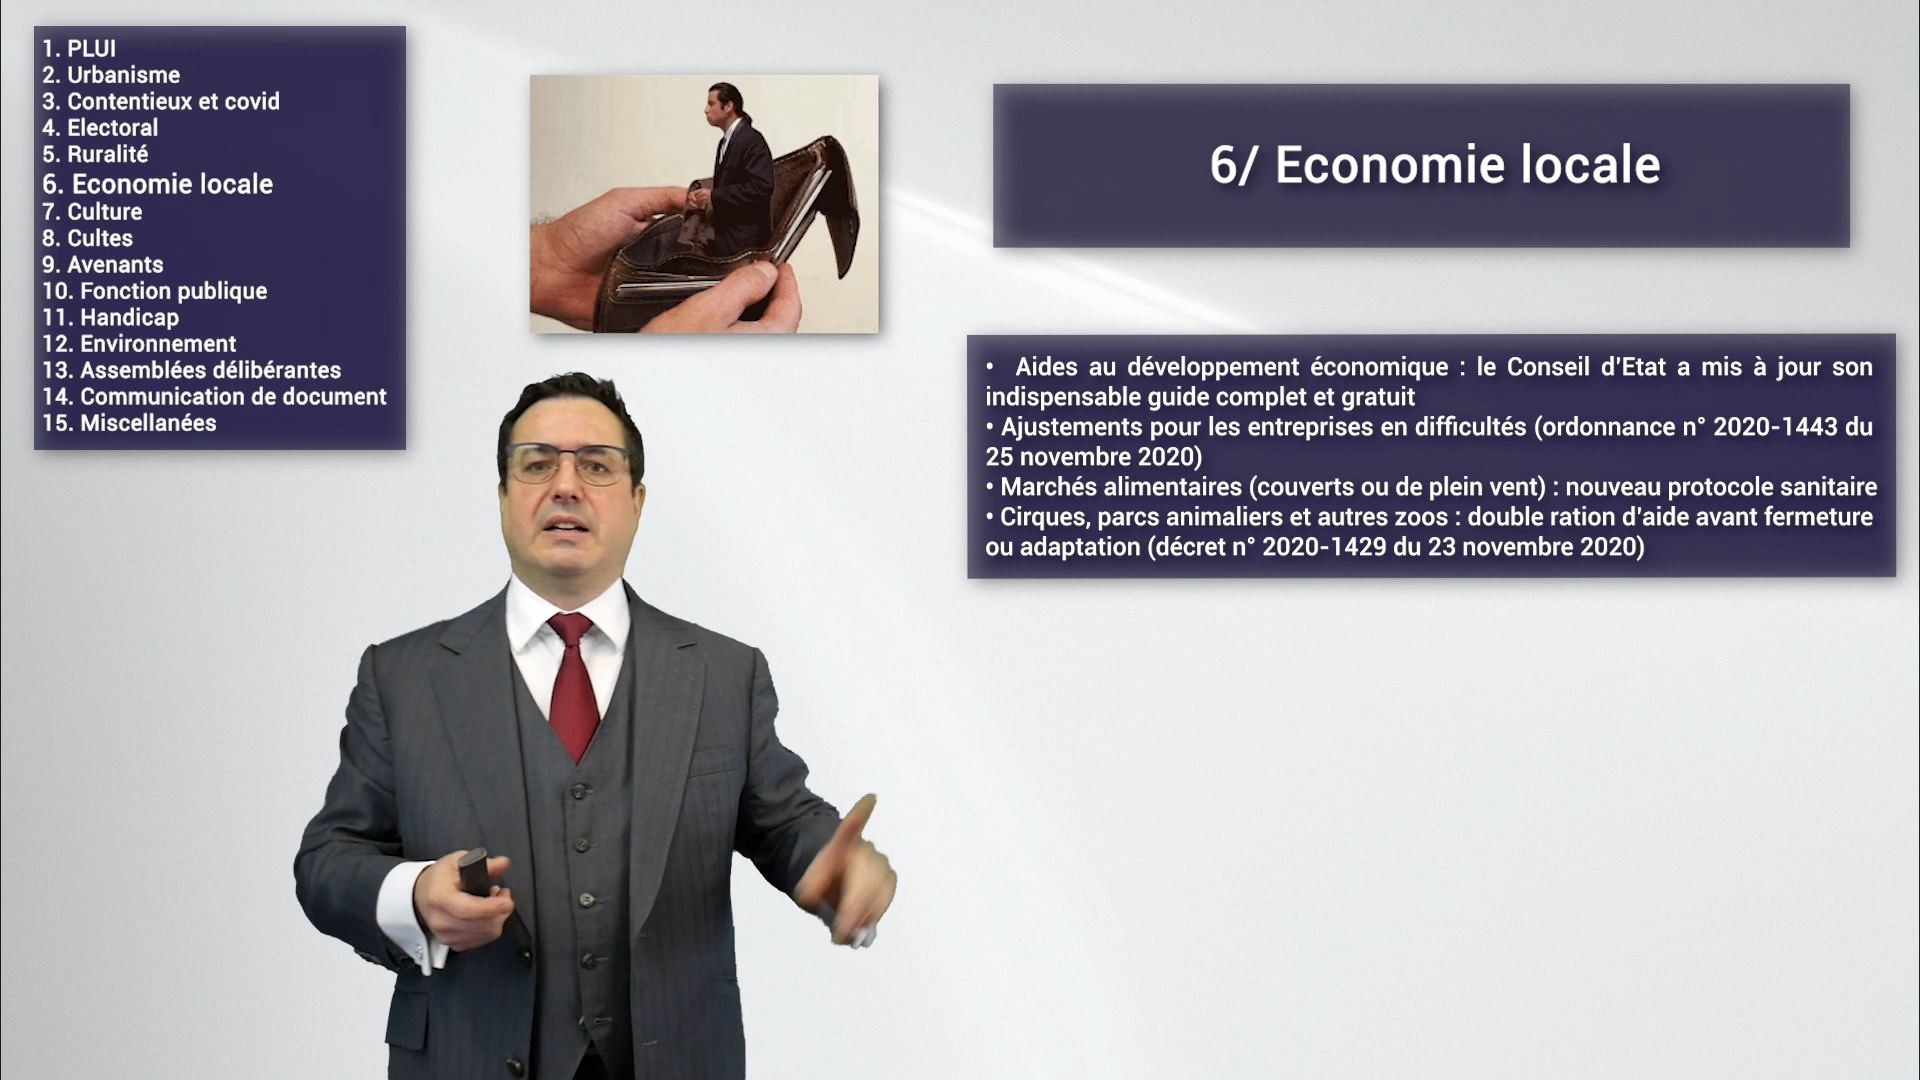 1. PLUI
2. Urbanisme
3. Contentieux et covid
4. Electoral
5. Ruralité
6. Economie locale
7. Culture
8. Cultes
9. Avenants
10. Fonction publique
11. Handicap
12. Environnement
13. Assemblées délibérantes
14. Communication de document
15. Miscellanées
6/ Economie locale
• Aides au développement économique : le Conseil d'Etat a mis à jour son
indispensable guide complet et gratuit
• Ajustements pour les entreprises en difficultés (ordonnance n° 2020-1443 du
25 novembre 2020)
• Marchés alimentaires (couverts ou de plein vent) : nouveau protocole sanitaire
• Cirques, parcs animaliers et autres zoos : double ration d'aide avant fermeture
ou adaptation (décret n° 2020-1429 du 23 novembre 2020)